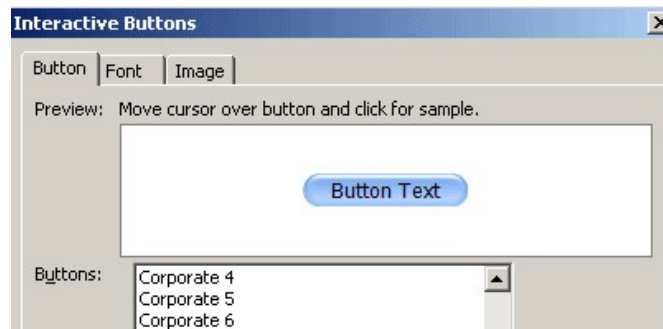 Interactive Buttons
Button Font Image
Preview: Move cursor over button and click for sample.
Button Text
Buttons: Corporate 4
Corporate 5
Corporate 6